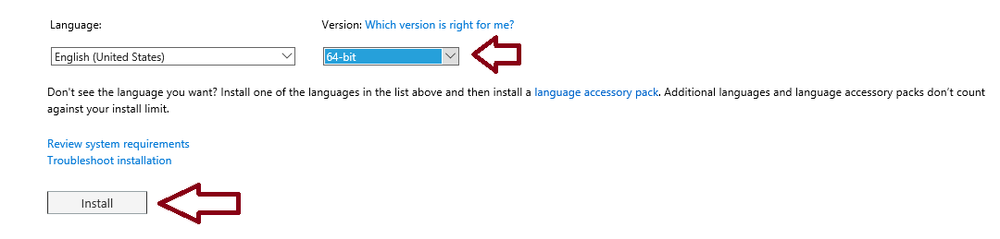 Language:
Version: Which version is right for me?
English (United States)
64-bit
Don't see the language you want? Install one of the languages in the list above and then install a language accessory pack. Additional languages and language accessory packs don't count
against your install limit.
Review system requirements
Troubleshoot installation
Install